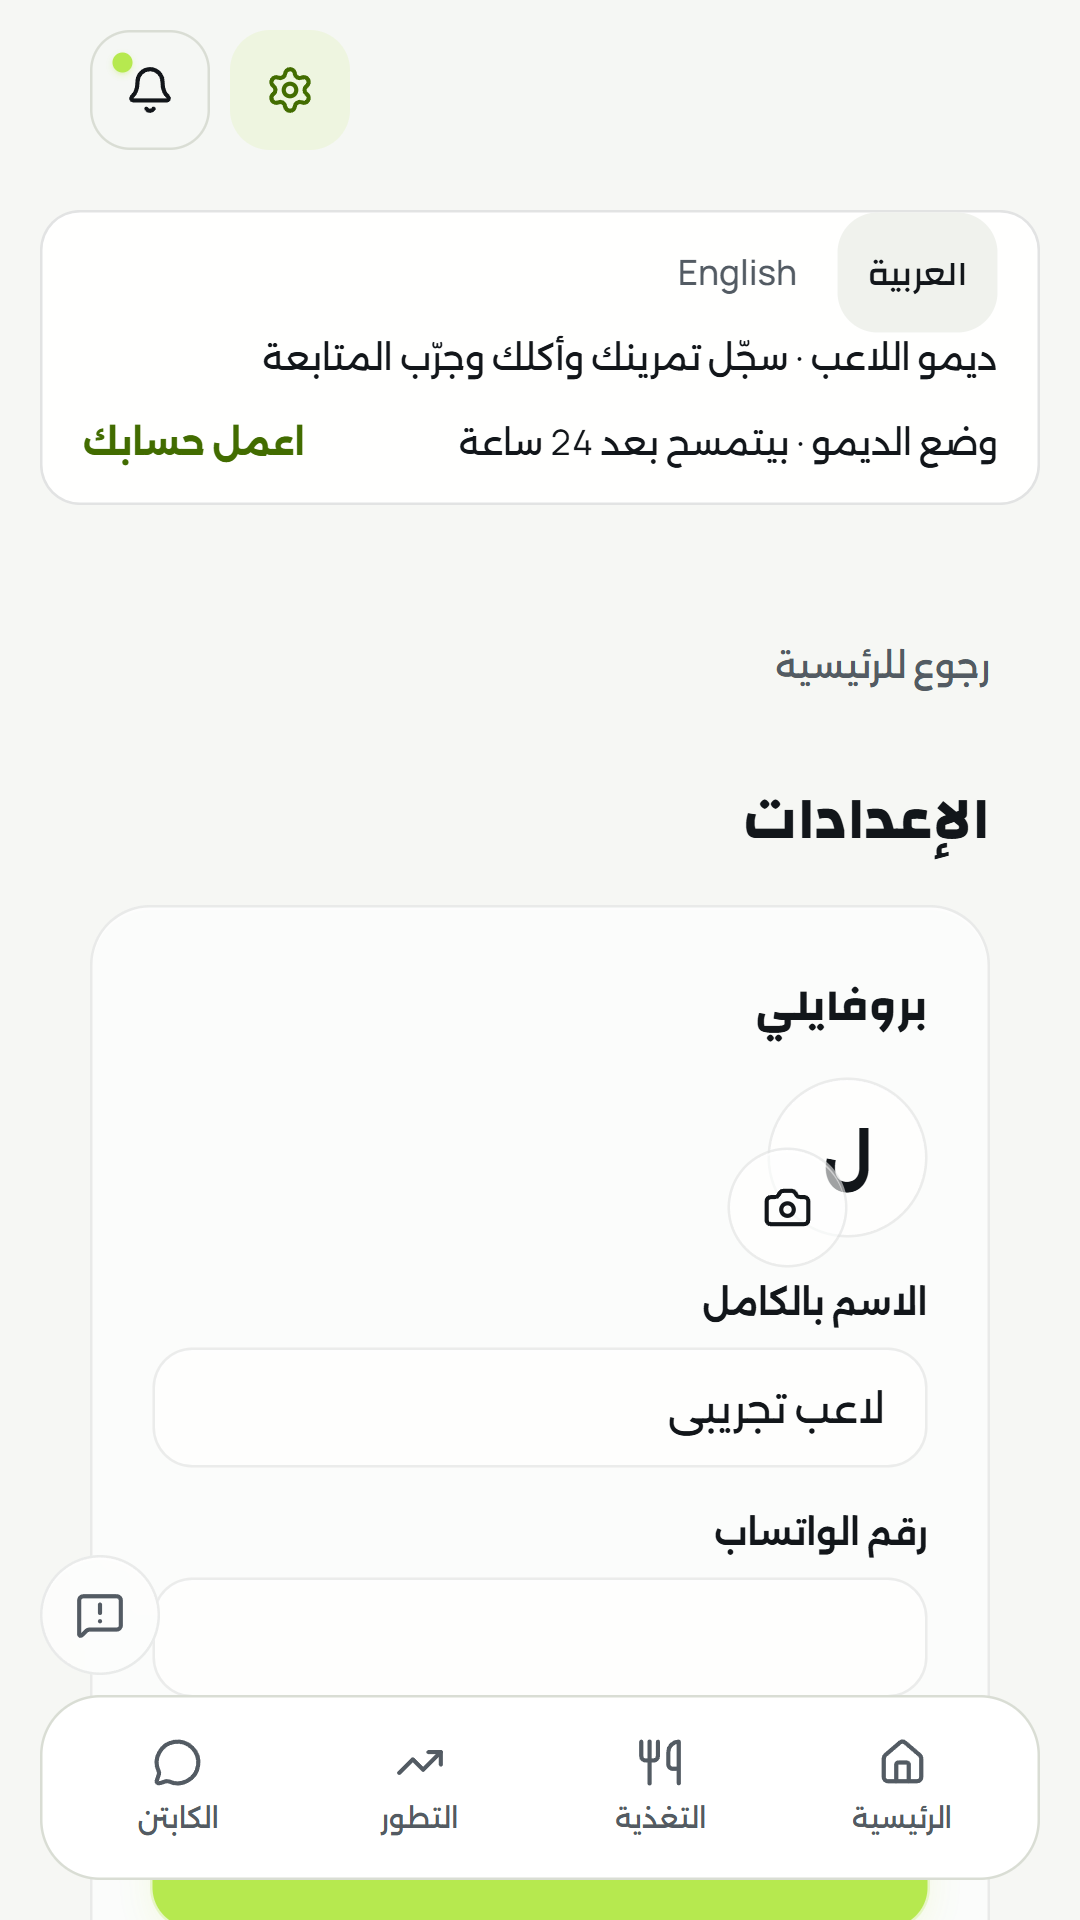 العربية English
ديمو اللاعب · سجّل تمرينك وأكلك وجرّب المتابعة
وضع الديمو · بيتمسح بعد 24 ساعة اعمل حسابك
رجوع للرئيسية
الإعدادات
بروفايلي
ل
الاسم بالكامل
لاعب تجريبى
رقم الواتساب
الرئيسية التغذية التطور الكابتن